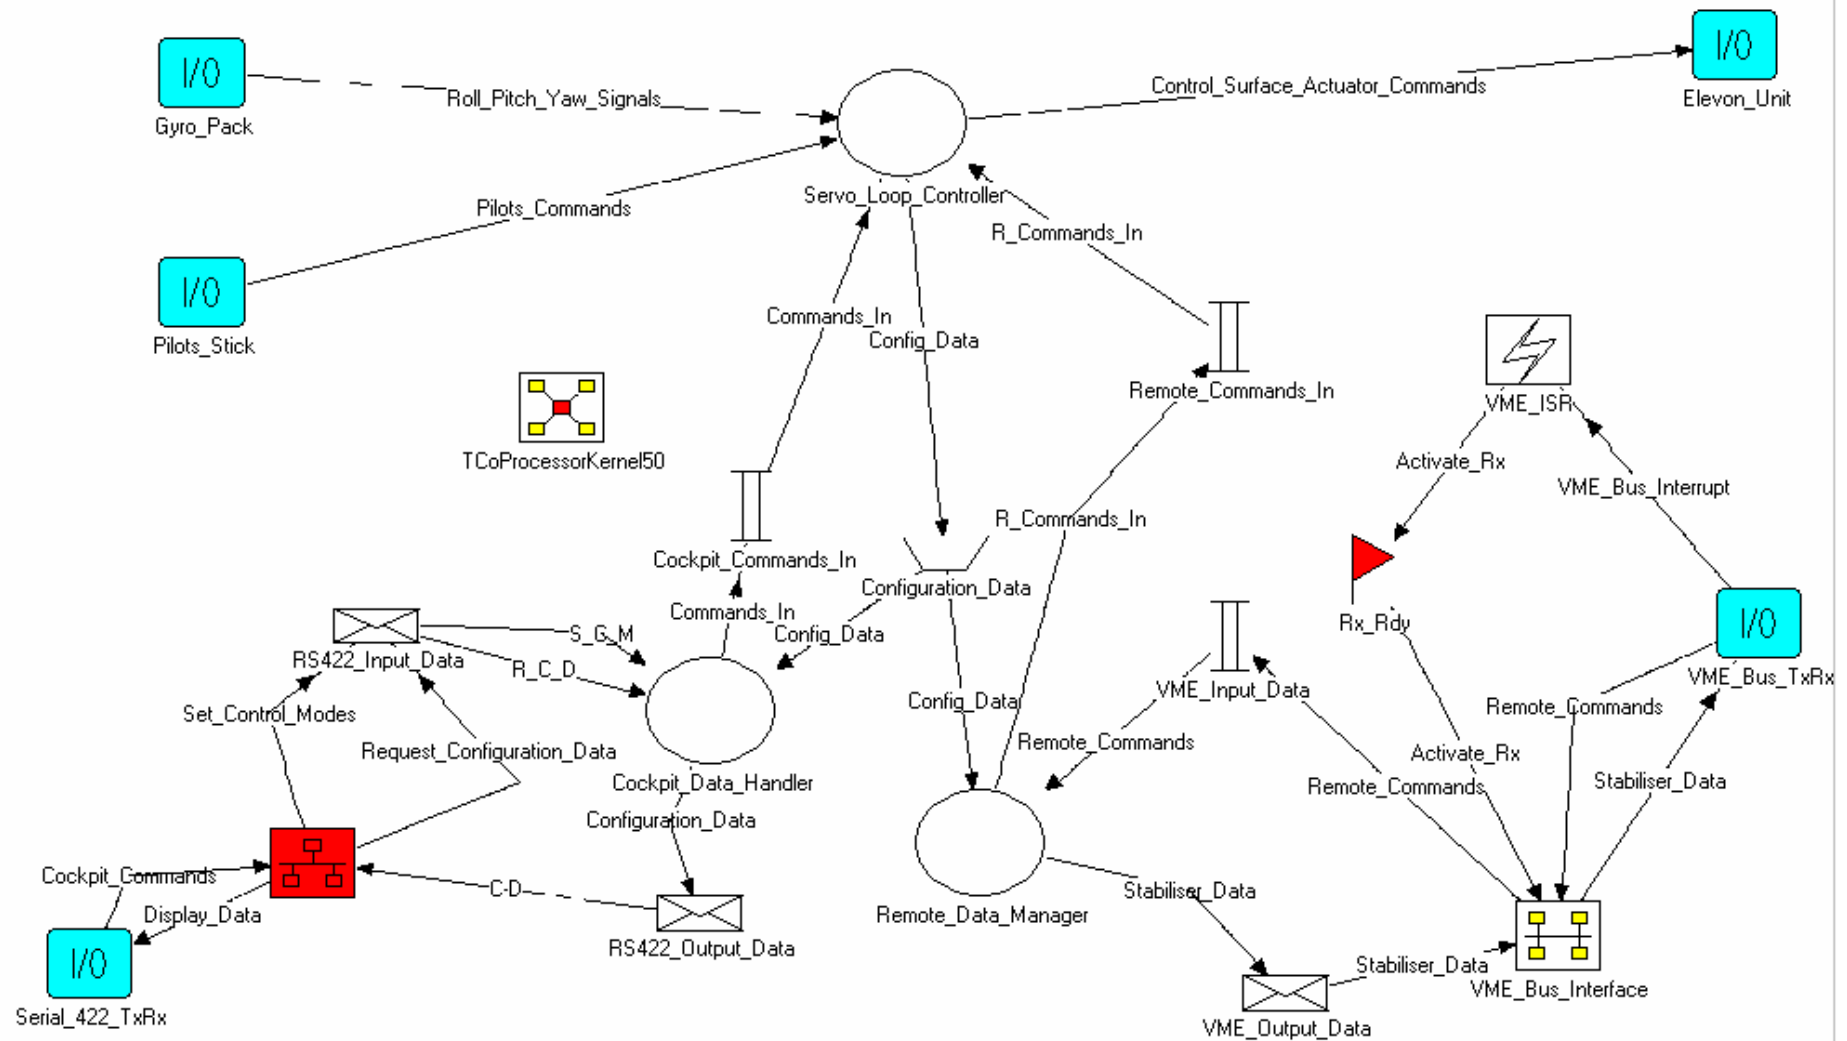 I/O
Gyro_Pack
Roll_Pitch_Yaw_Signals
Control_Surface_Actuator_Commands
I/O
Elevon_Unit
Pilots_Commands
Servo_Loop_Controller
R_Commands_In
I/O
Pilots_Stick
Commands_In
Config_Data
Remote_Commands_In
VME_ISR
TCoProcessorKernel50
Activate_Rx
VME_Bus_Interrupt
R_Commands_In
Cockpit_Commands_In
Configuration_Data
Commands_In
Config_Data
Rx_Rdy
I/O
VME_Bus_TxRx
S_C_M
RS422_Input_Data
R_C_D
Config_Data
VME_Input_Data
Remote_Commands
Set_Control_Modes
Request_Configuration_Data
Remote_Commands
Activate_Rx
Cockpit_Data_Handler
Remote_Commands
Stabiliser_Data
Configuration_Data
Cockpit_Commands
C-D
Stabiliser_Data
Display_Data
Remote_Data_Manager
RS422_Output_Data
I/O
Serial_422_TxRx
Stabiliser_Data
VME_Bus_Interface
VME_Output_Data